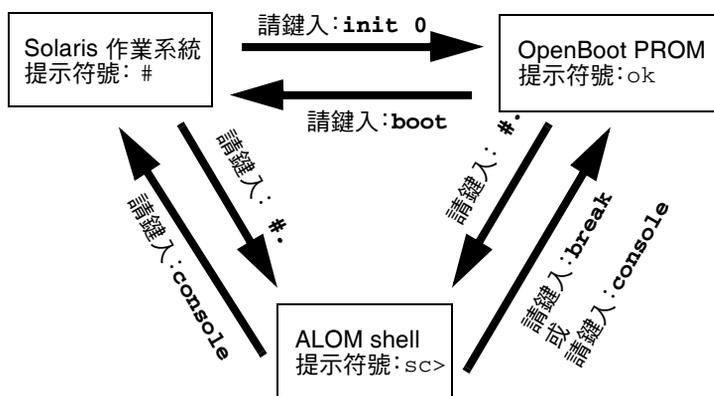 請鍵入：init 0
Solaris 作業系統
提示符號： #
OpenBoot PROM
提示符號：ok
請鍵入：boot
請鍵入： #.
請鍵入： #.
請鍵入：console
請鍵入：break
或
請鍵入：console
ALOM shell
提示符號：sc>